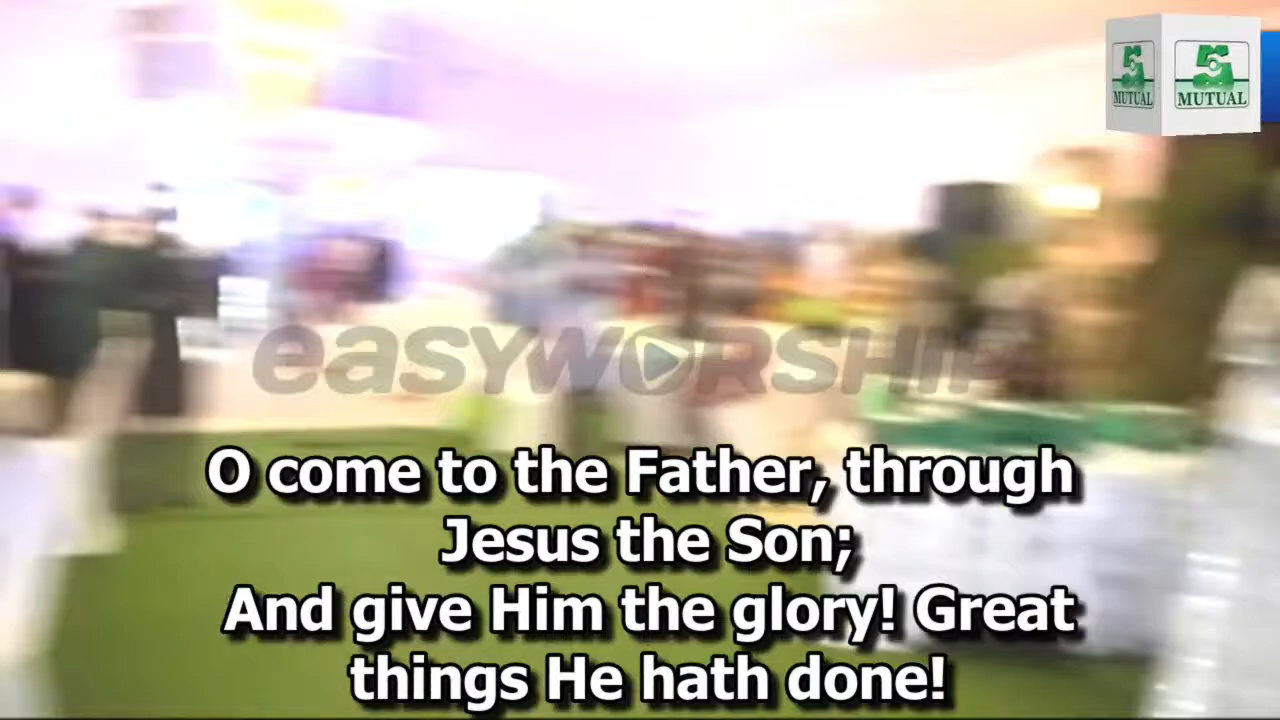 MUTUAL MUTUAL
easyWORSHIP
O come to the Father, through
Jesus the Son;
And give Him the glory! Great
things He hath done!